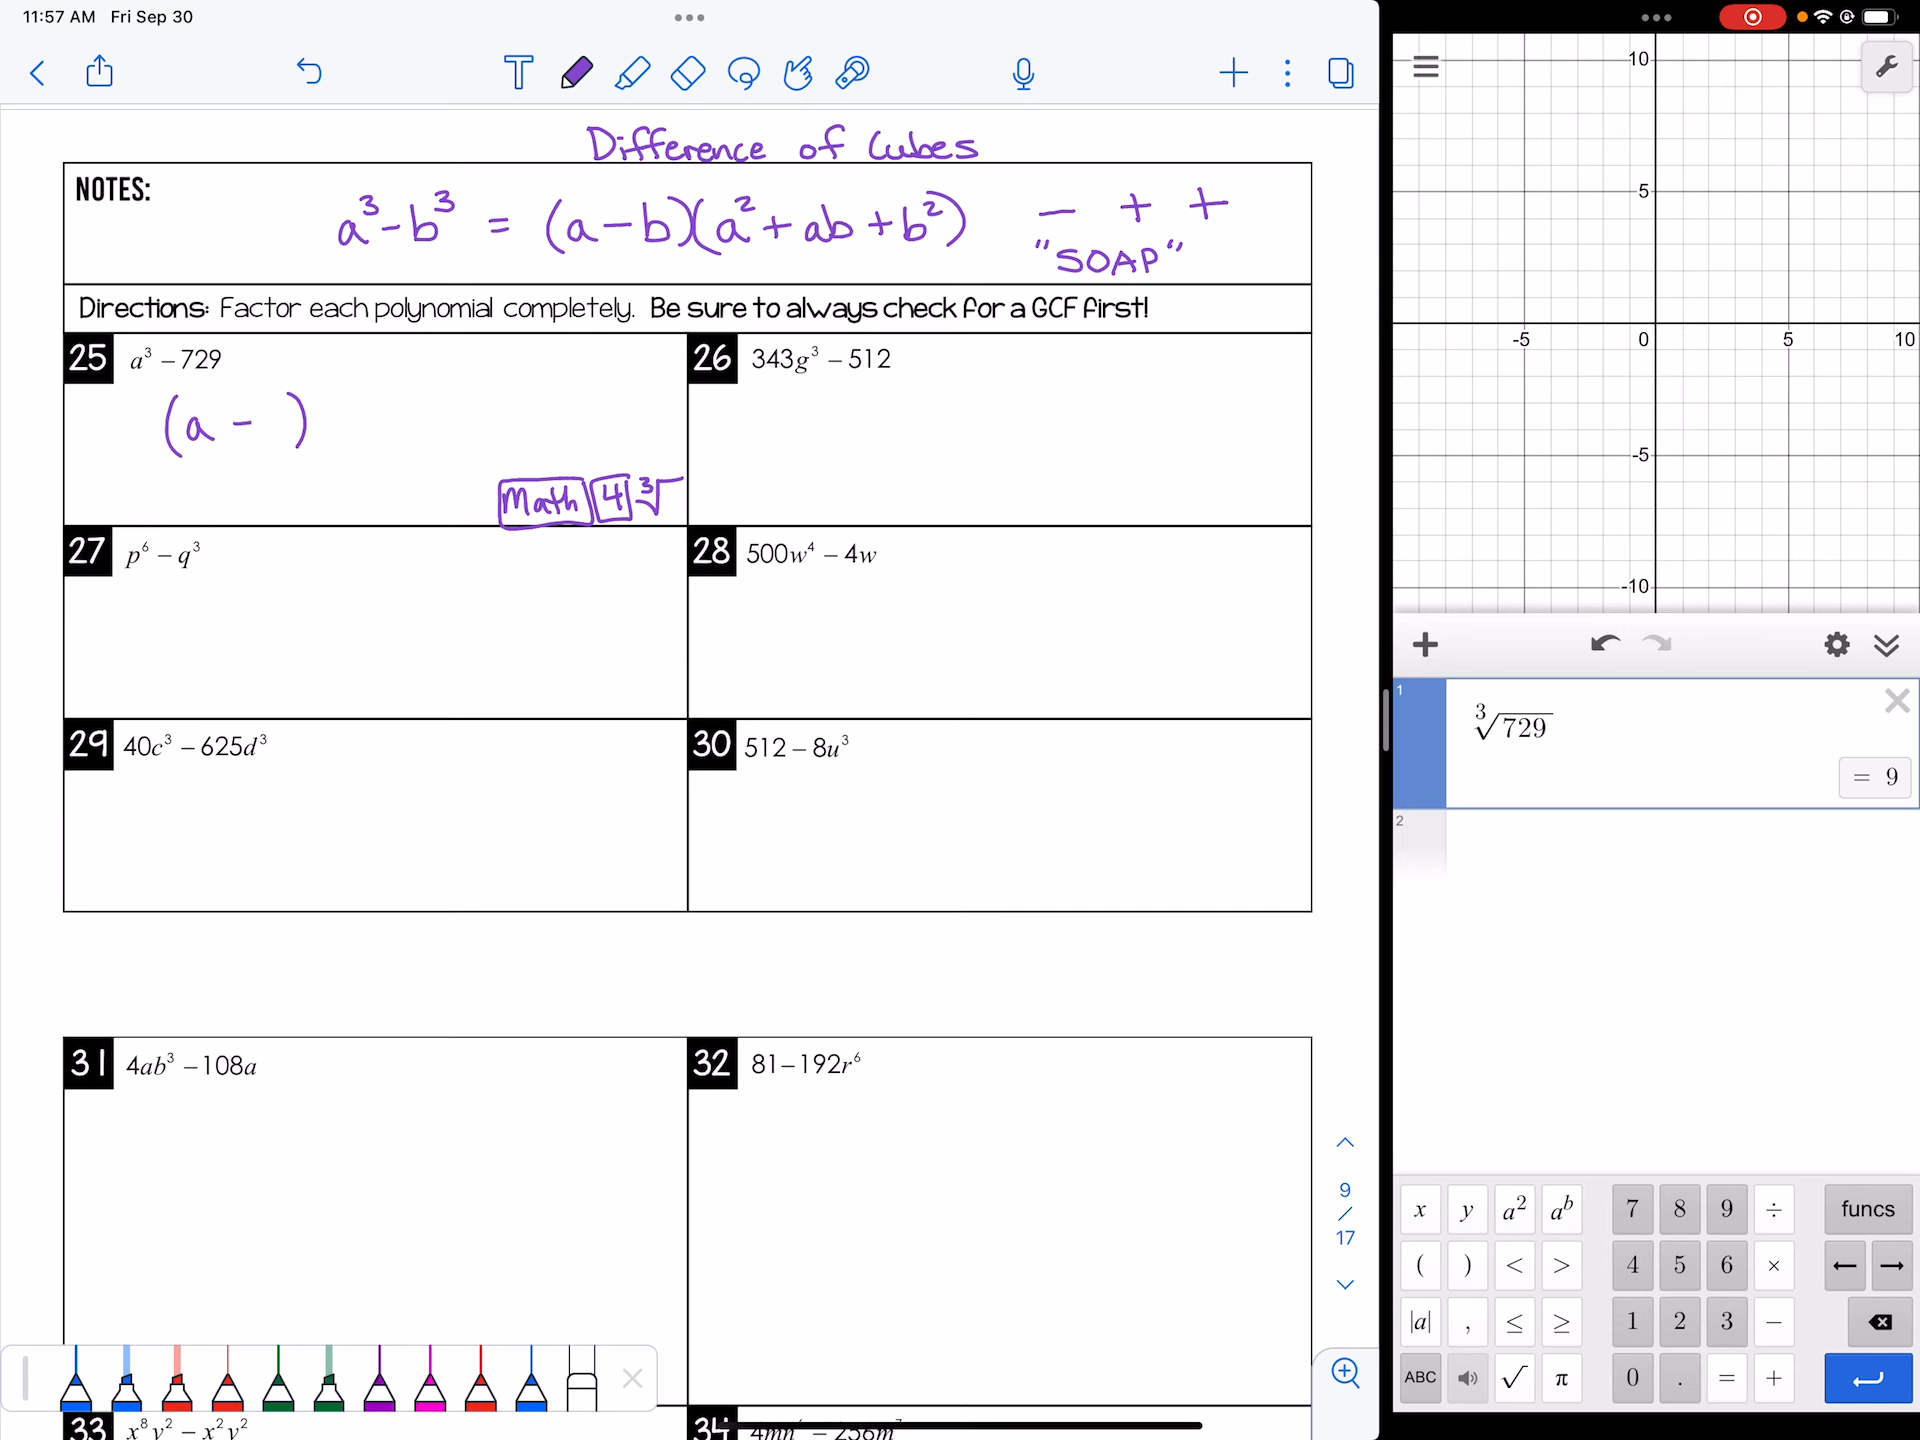 11:57 AM Fri Sep 30
Difference of Cubes
NOTES:
a³ - b³ = (a - b)(a² + ab + b²) - + +
"SOAP"
Directions: Factor each polynomial completely. Be sure to always check for a GCF first!
25 a³ – 729
(a - )
Math 4 ³√
26 343g³ – 512
27 p⁶ – q³
28 500w⁴ – 4w
29 40c³ – 625d³
30 512 – 8u³
31 4ab³ – 108a
32 81 – 192r⁶
33 x⁸y² – x²y²
34
9
/
17
10
5
-5 0 5 10
-5
-10
1
³√729
= 9
2
x y a² aᵇ 7 8 9 ÷ funcs
( ) < > 4 5 6 × ← →
|a| , ≤ ≥ 1 2 3 −
ABC √ π 0 . = +